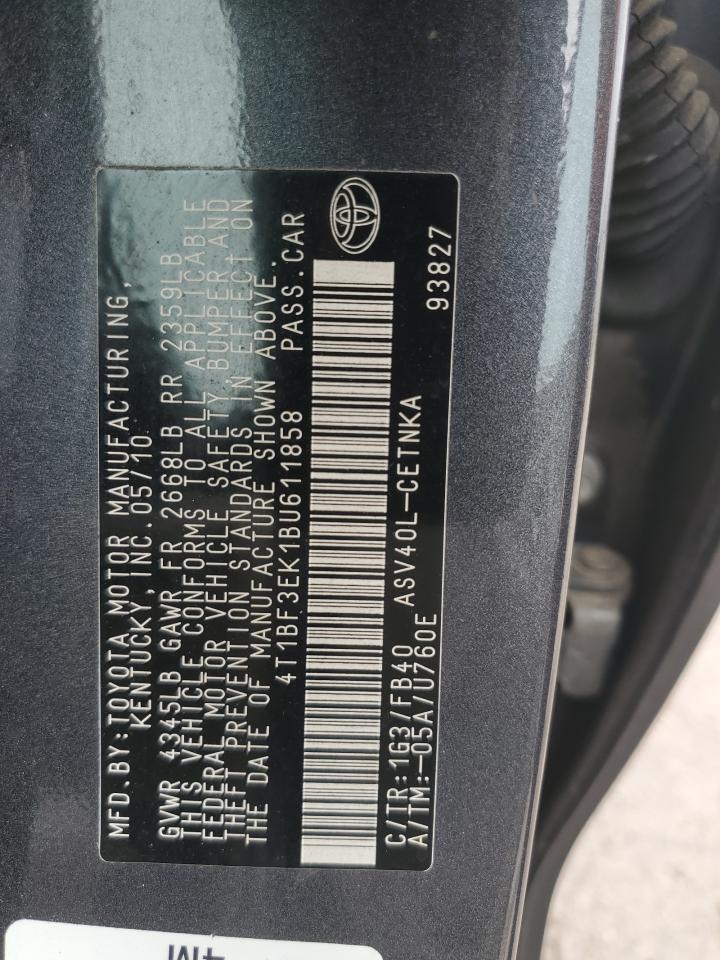 MFD.BY:TOYOTA MOTOR MANUFACTURING,
KENTUCKY, INC.05/10
GVWR 4345LB GAWR FR 2668LB RR 2359LB
THIS VEHICLE CONFORMS TO ALL APPLICABLE
FEDERAL MOTOR VEHICLE SAFETY,BUMPER AND
THEFT PREVENTION STANDARDS IN EFFECT ON
THE DATE OF MANUFACTURE SHOWN ABOVE.
4T1BF3EK1BU611858 PASS.CAR
C/TR:1G3/FB40 ASV40L-CETNKA
A/TM:-05A/U760E 93827
4M